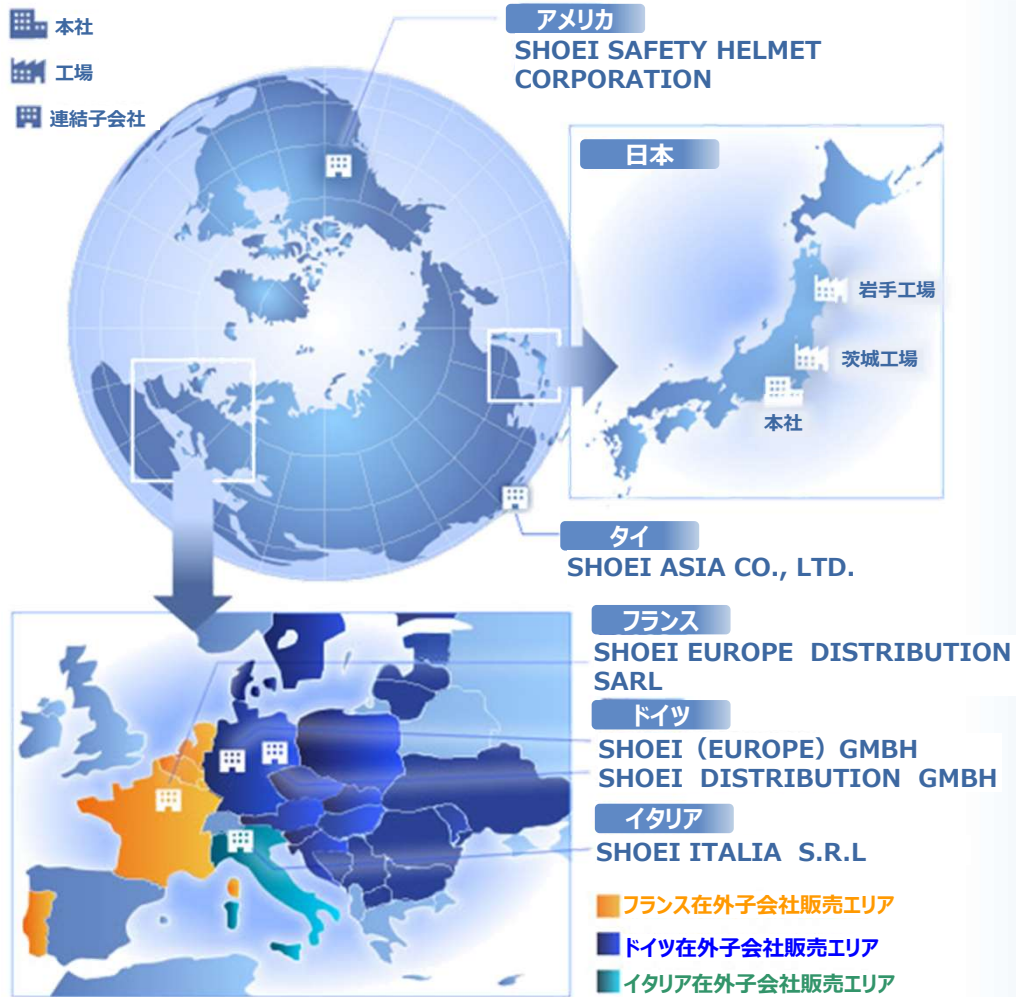 本社
工場
連結子会社
アメリカ
SHOEI SAFETY HELMET
CORPORATION
日本
岩手工場
茨城工場
本社
タイ
SHOEI ASIA CO., LTD.
フランス
SHOEI EUROPE DISTRIBUTION
SARL
ドイツ
SHOEI（EUROPE）GMBH
SHOEI DISTRIBUTION GMBH
イタリア
SHOEI ITALIA S.R.L
フランス在外子会社販売エリア
ドイツ在外子会社販売エリア
イタリア在外子会社販売エリア